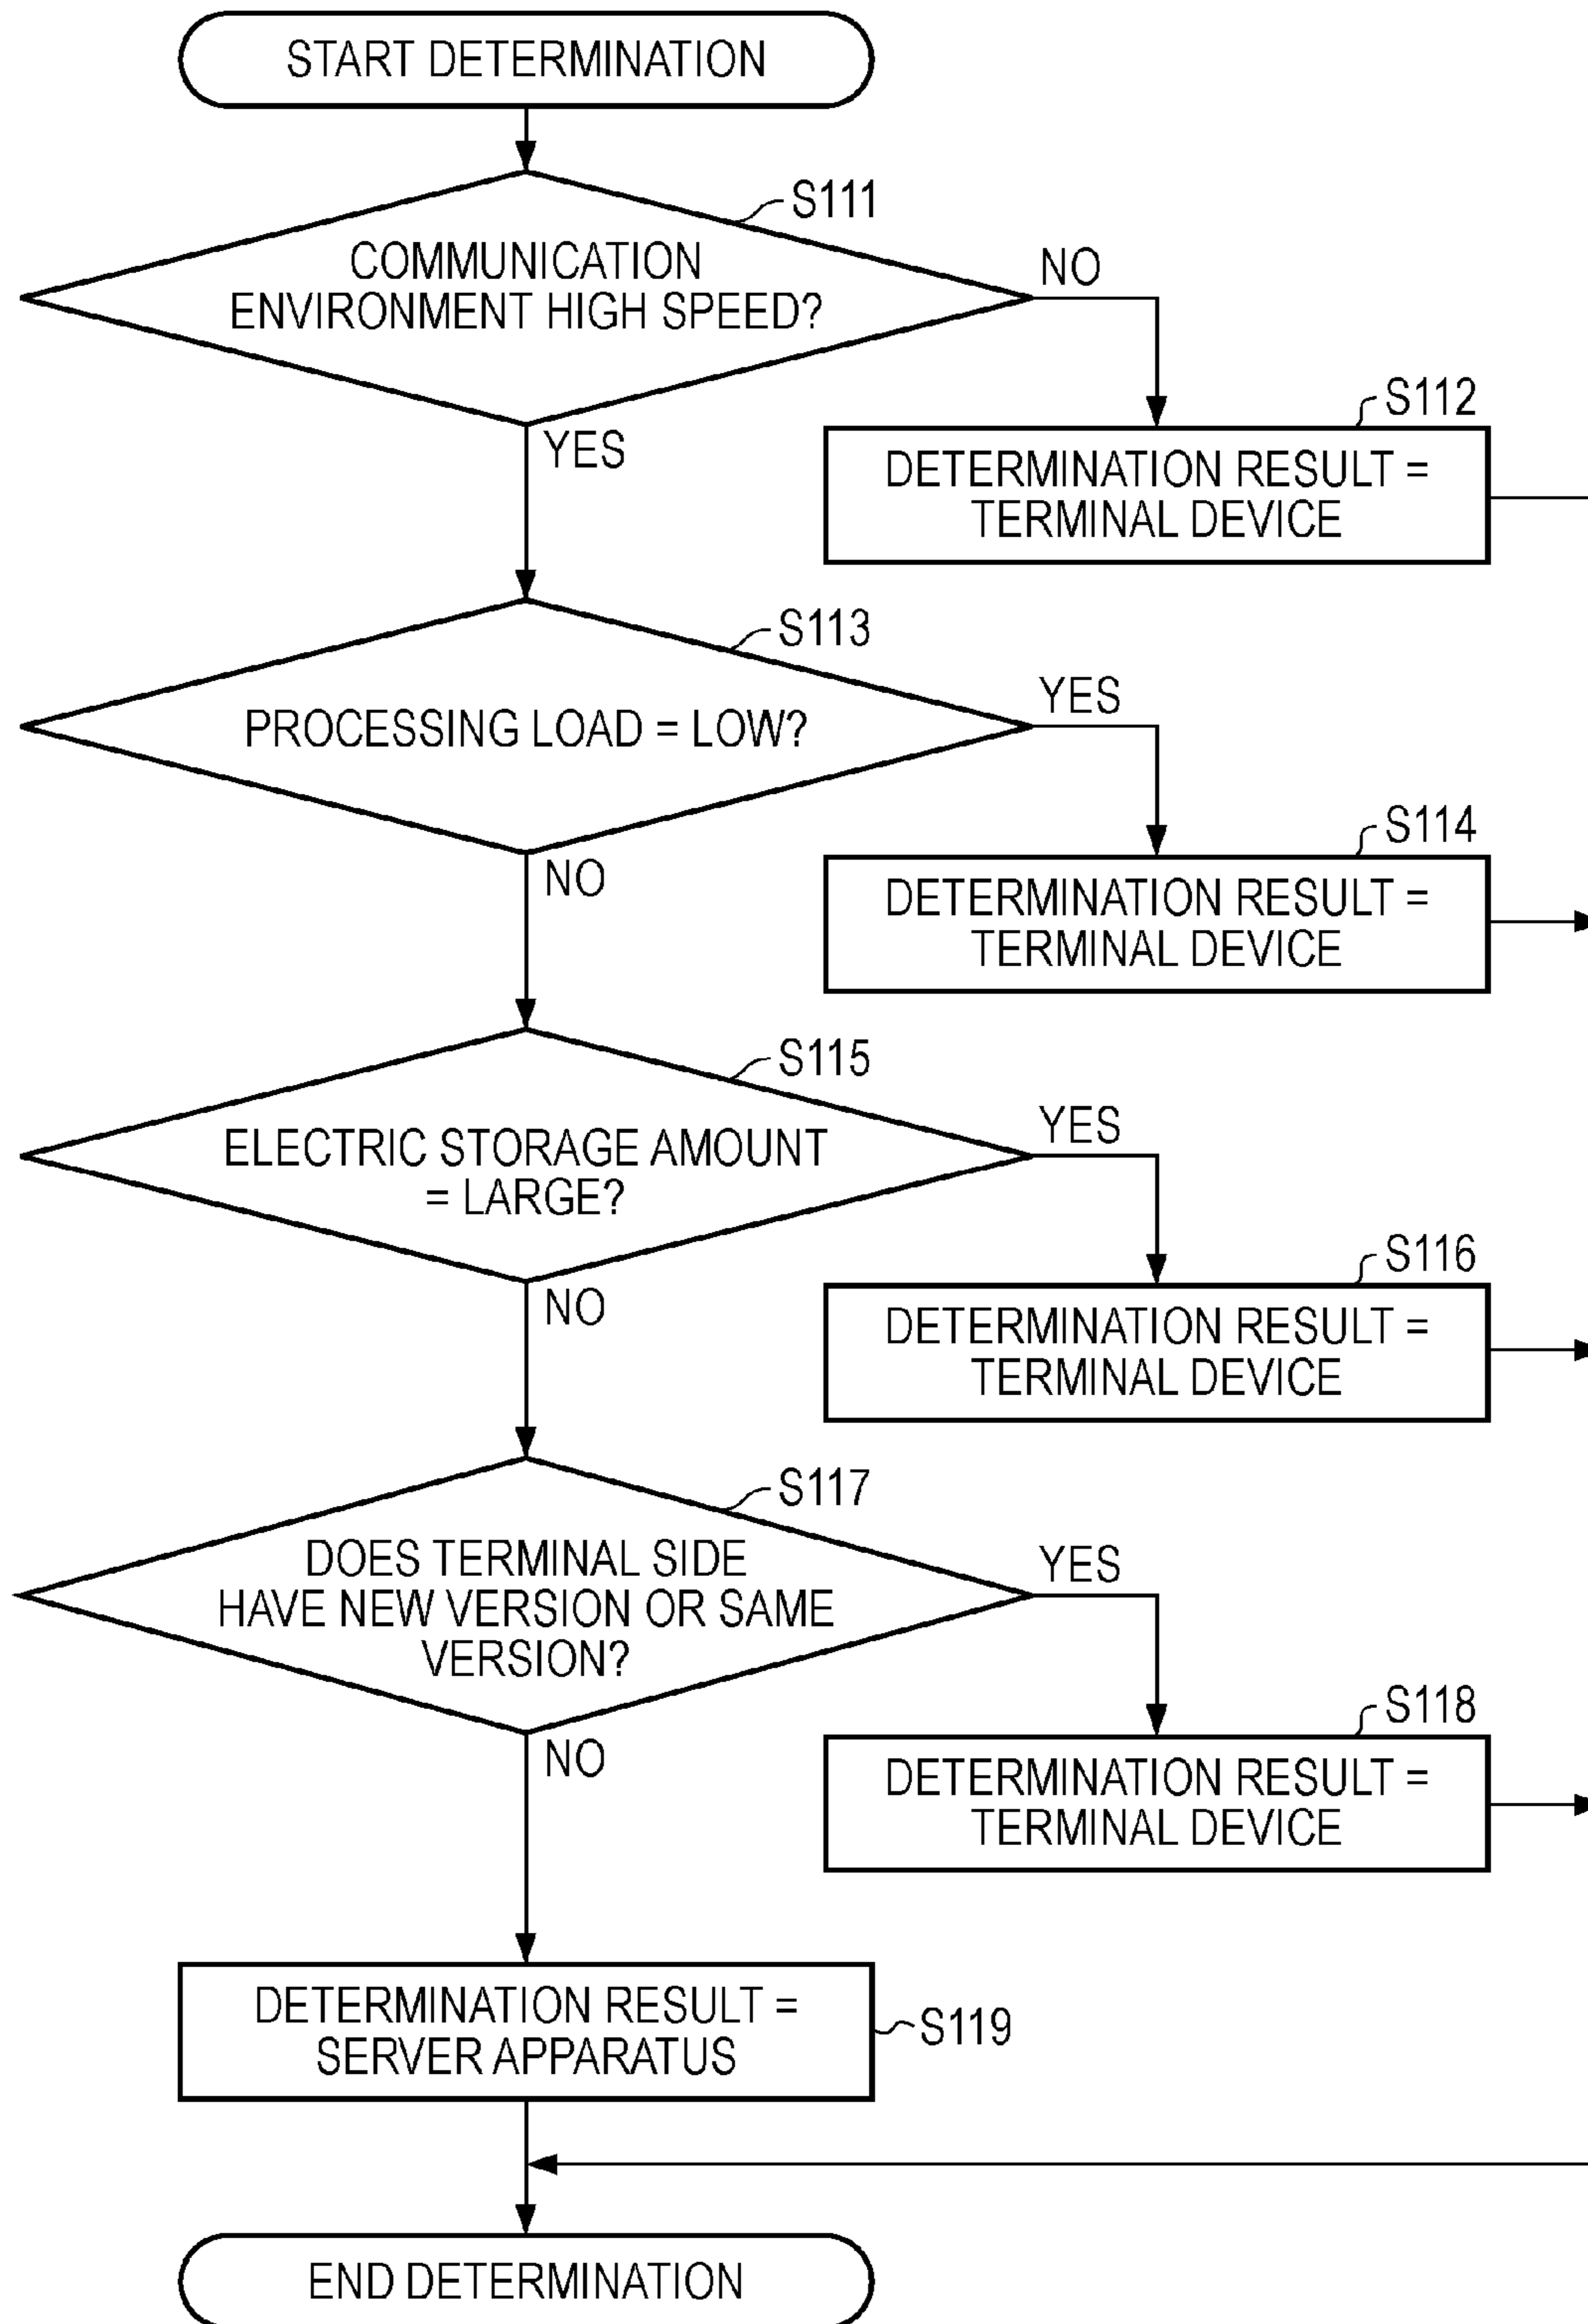 START DETERMINATION
S111
COMMUNICATION
ENVIRONMENT HIGH SPEED?
NO
YES
S112
DETERMINATION RESULT =
TERMINAL DEVICE
S113
PROCESSING LOAD = LOW?
YES
NO
S114
DETERMINATION RESULT =
TERMINAL DEVICE
S115
ELECTRIC STORAGE AMOUNT
= LARGE?
YES
NO
S116
DETERMINATION RESULT =
TERMINAL DEVICE
S117
DOES TERMINAL SIDE
HAVE NEW VERSION OR SAME
VERSION?
YES
NO
S118
DETERMINATION RESULT =
TERMINAL DEVICE
DETERMINATION RESULT =
SERVER APPARATUS
S119
END DETERMINATION